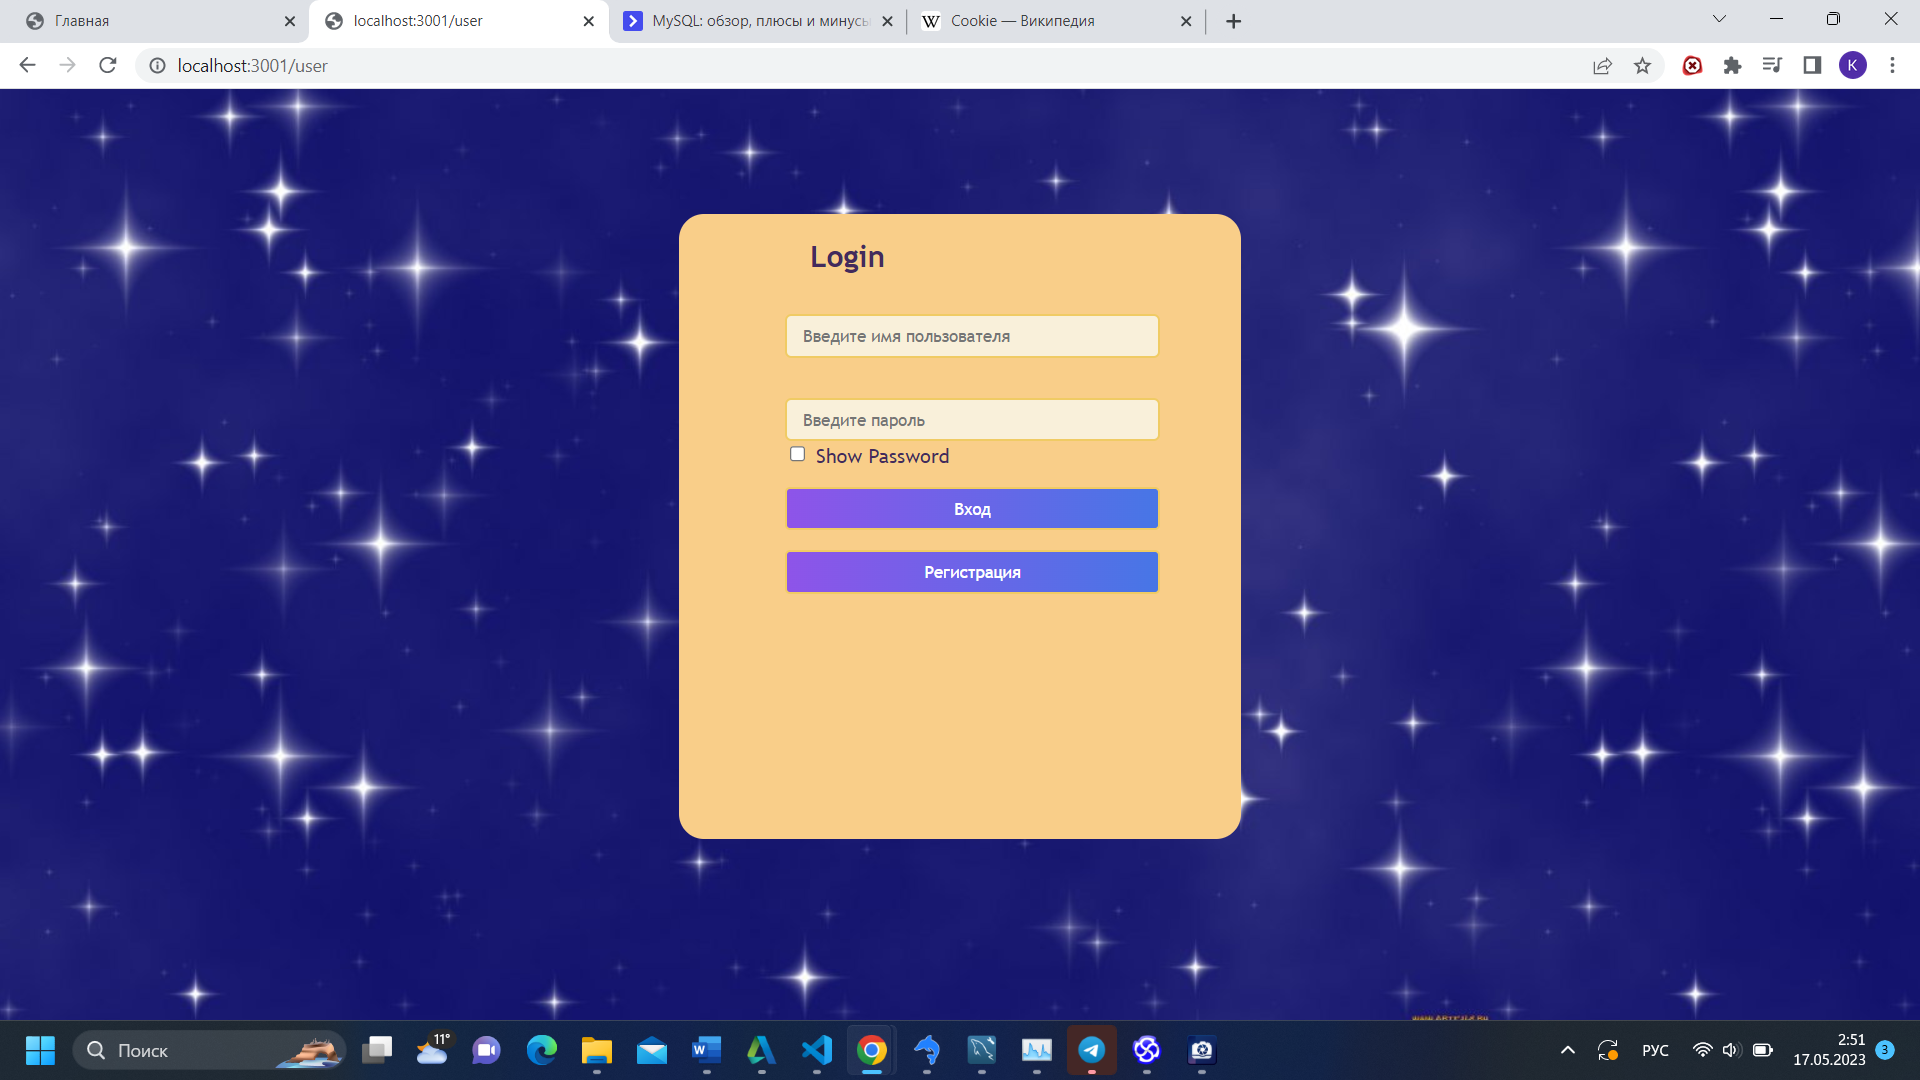 Главная
localhost:3001/user
MySQL: обзор, плюсы и минусы
Cookie — Википедия
localhost:3001/user
K
Login
Введите имя пользователя
Введите пароль
Show Password
Вход
Регистрация
Поиск
11°
РУС
2:51
17.05.2023
3